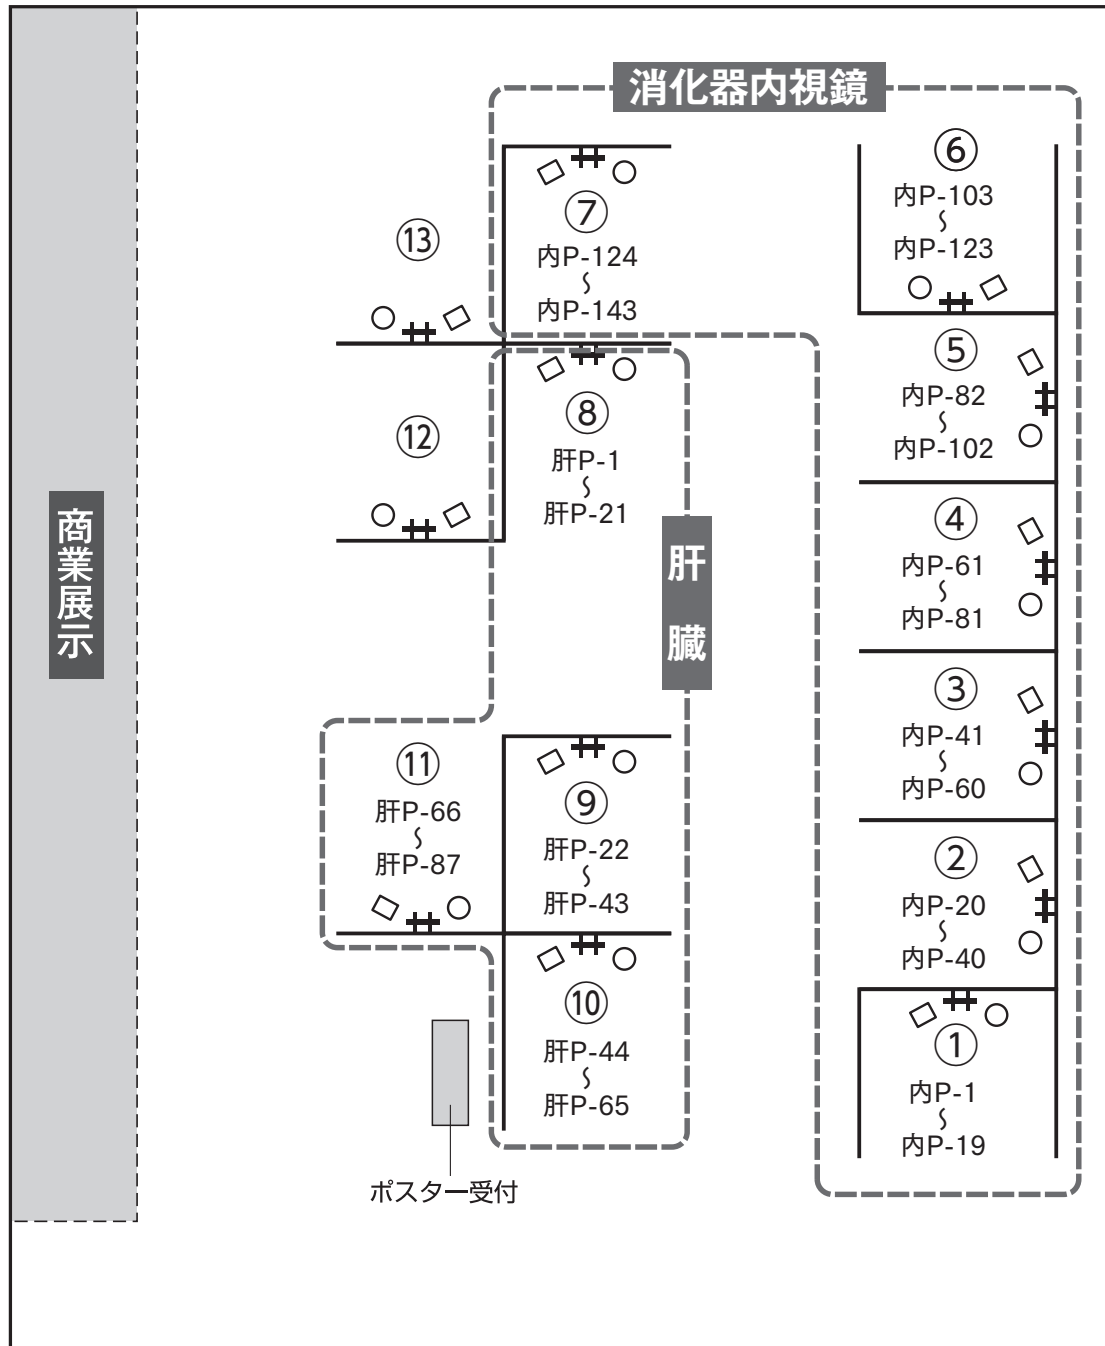 消化器内視鏡
⑦
内P-124
〜
内P-143
⑥
内P-103
〜
内P-123
⑬
⑤
内P-82
〜
内P-102
⑧
肝P-1
〜
肝P-21
⑫
商業展示
肝臓
④
内P-61
〜
内P-81
③
内P-41
〜
内P-60
⑪
肝P-66
〜
肝P-87
⑨
肝P-22
〜
肝P-43
②
内P-20
〜
内P-40
⑩
肝P-44
〜
肝P-65
①
内P-1
〜
内P-19
ポスター受付